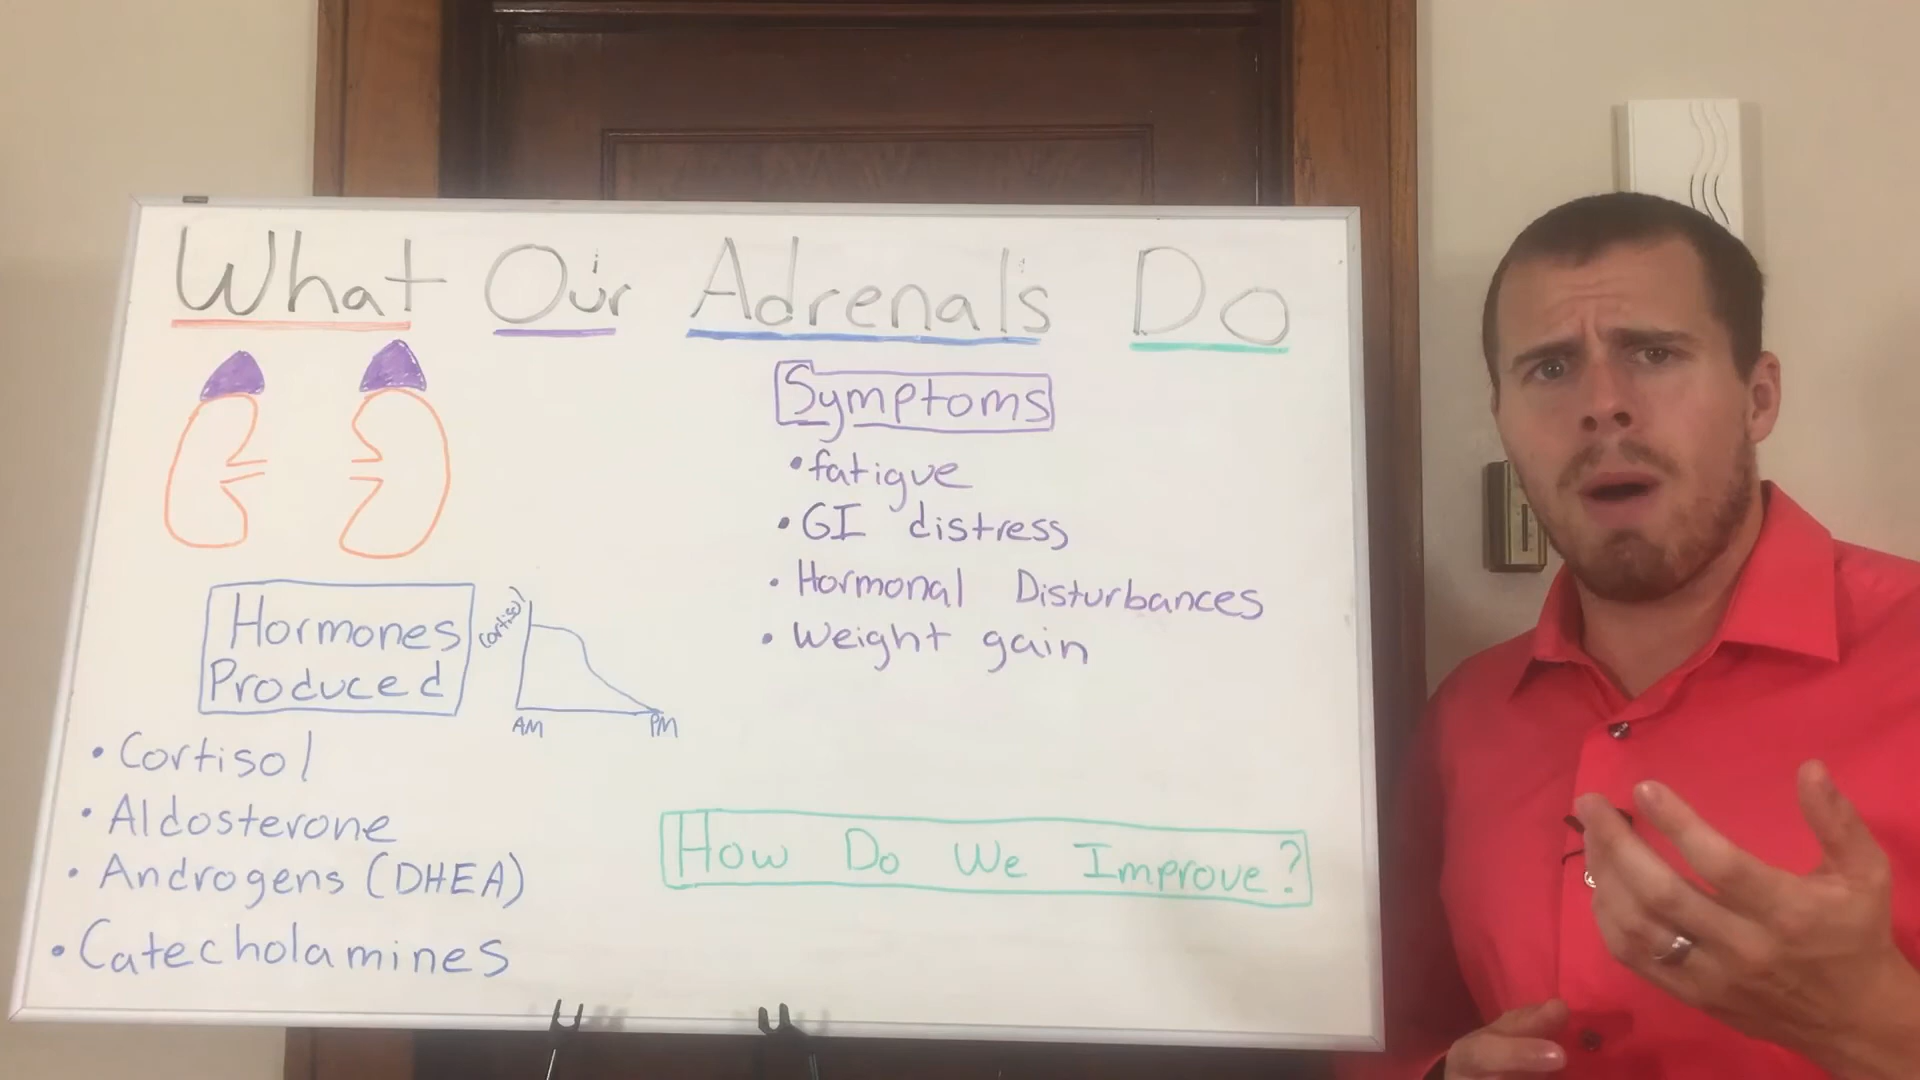 What Our Adrenals Do
Hormones
Produced
• Cortisol
• Aldosterone
• Androgens (DHEA)
• Catecholamines
Cortisol
AM PM
Symptoms
• fatigue
• GI distress
• Hormonal Disturbances
• Weight gain
How Do We Improve?